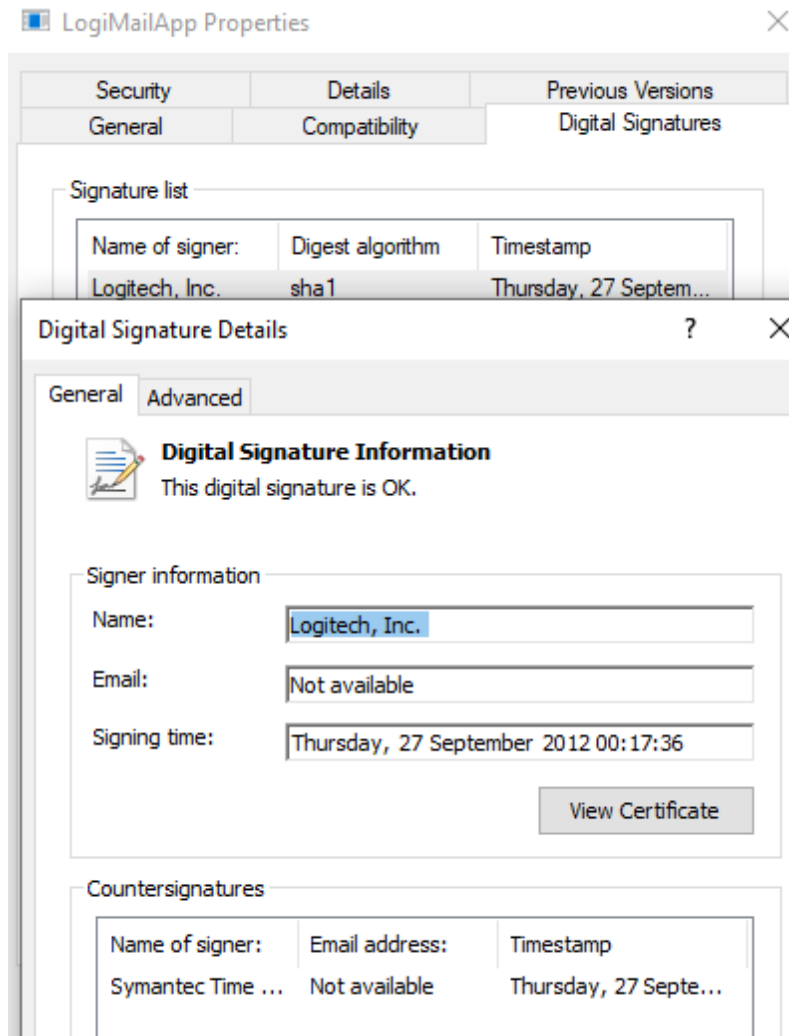 LogiMailApp Properties
Security Details Previous Versions
General Compatibility Digital Signatures
Signature list
Name of signer: Digest algorithm Timestamp
Logitech, Inc. sha1 Thursday, 27 Septem...
Digital Signature Details ?
General Advanced
Digital Signature Information
This digital signature is OK.
Signer information
Name: Logitech, Inc.
Email: Not available
Signing time: Thursday, 27 September 2012 00:17:36
View Certificate
Countersignatures
Name of signer: Email address: Timestamp
Symantec Time ... Not available Thursday, 27 Septe...